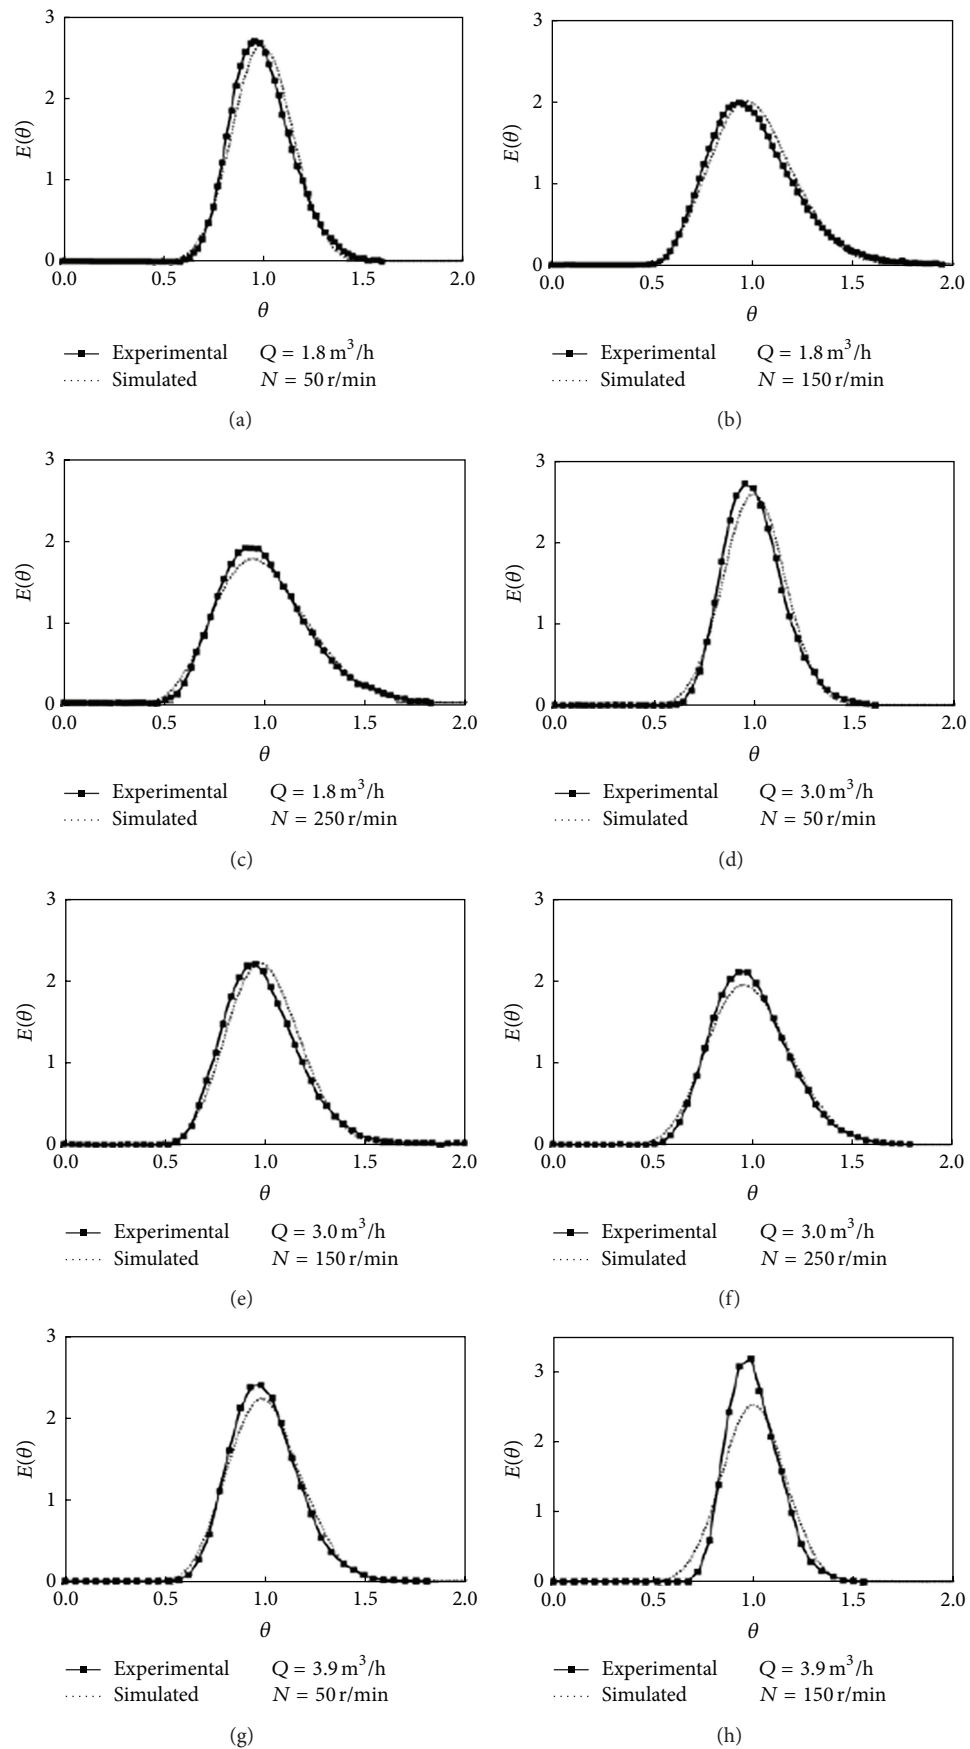 3
2
E(θ)
1
0
0.0 0.5 1.0 1.5 2.0
θ
Experimental Q = 1.8 m³/h
Simulated N = 50 r/min
(a)
3
2
E(θ)
1
0
0.0 0.5 1.0 1.5 2.0
θ
Experimental Q = 1.8 m³/h
Simulated N = 150 r/min
(b)
3
2
E(θ)
1
0
0.0 0.5 1.0 1.5 2.0
θ
Experimental Q = 1.8 m³/h
Simulated N = 250 r/min
(c)
3
2
E(θ)
1
0
0.0 0.5 1.0 1.5 2.0
θ
Experimental Q = 3.0 m³/h
Simulated N = 50 r/min
(d)
3
2
E(θ)
1
0
0.0 0.5 1.0 1.5 2.0
θ
Experimental Q = 3.0 m³/h
Simulated N = 150 r/min
(e)
3
2
E(θ)
1
0
0.0 0.5 1.0 1.5 2.0
θ
Experimental Q = 3.0 m³/h
Simulated N = 250 r/min
(f)
3
2
E(θ)
1
0
0.0 0.5 1.0 1.5 2.0
θ
Experimental Q = 3.9 m³/h
Simulated N = 50 r/min
(g)
3
2
E(θ)
1
0
0.0 0.5 1.0 1.5 2.0
θ
Experimental Q = 3.9 m³/h
Simulated N = 150 r/min
(h)